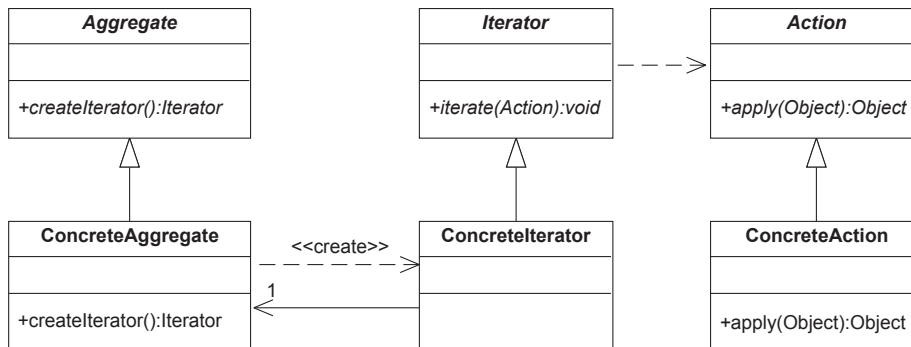 Aggregate
Iterator
Action
+createIterator():Iterator
+iterate(Action):void
+apply(Object):Object
ConcreteAggregate
<<create>>
ConcreteIterator
ConcreteAction
1
+createIterator():Iterator
+apply(Object):Object